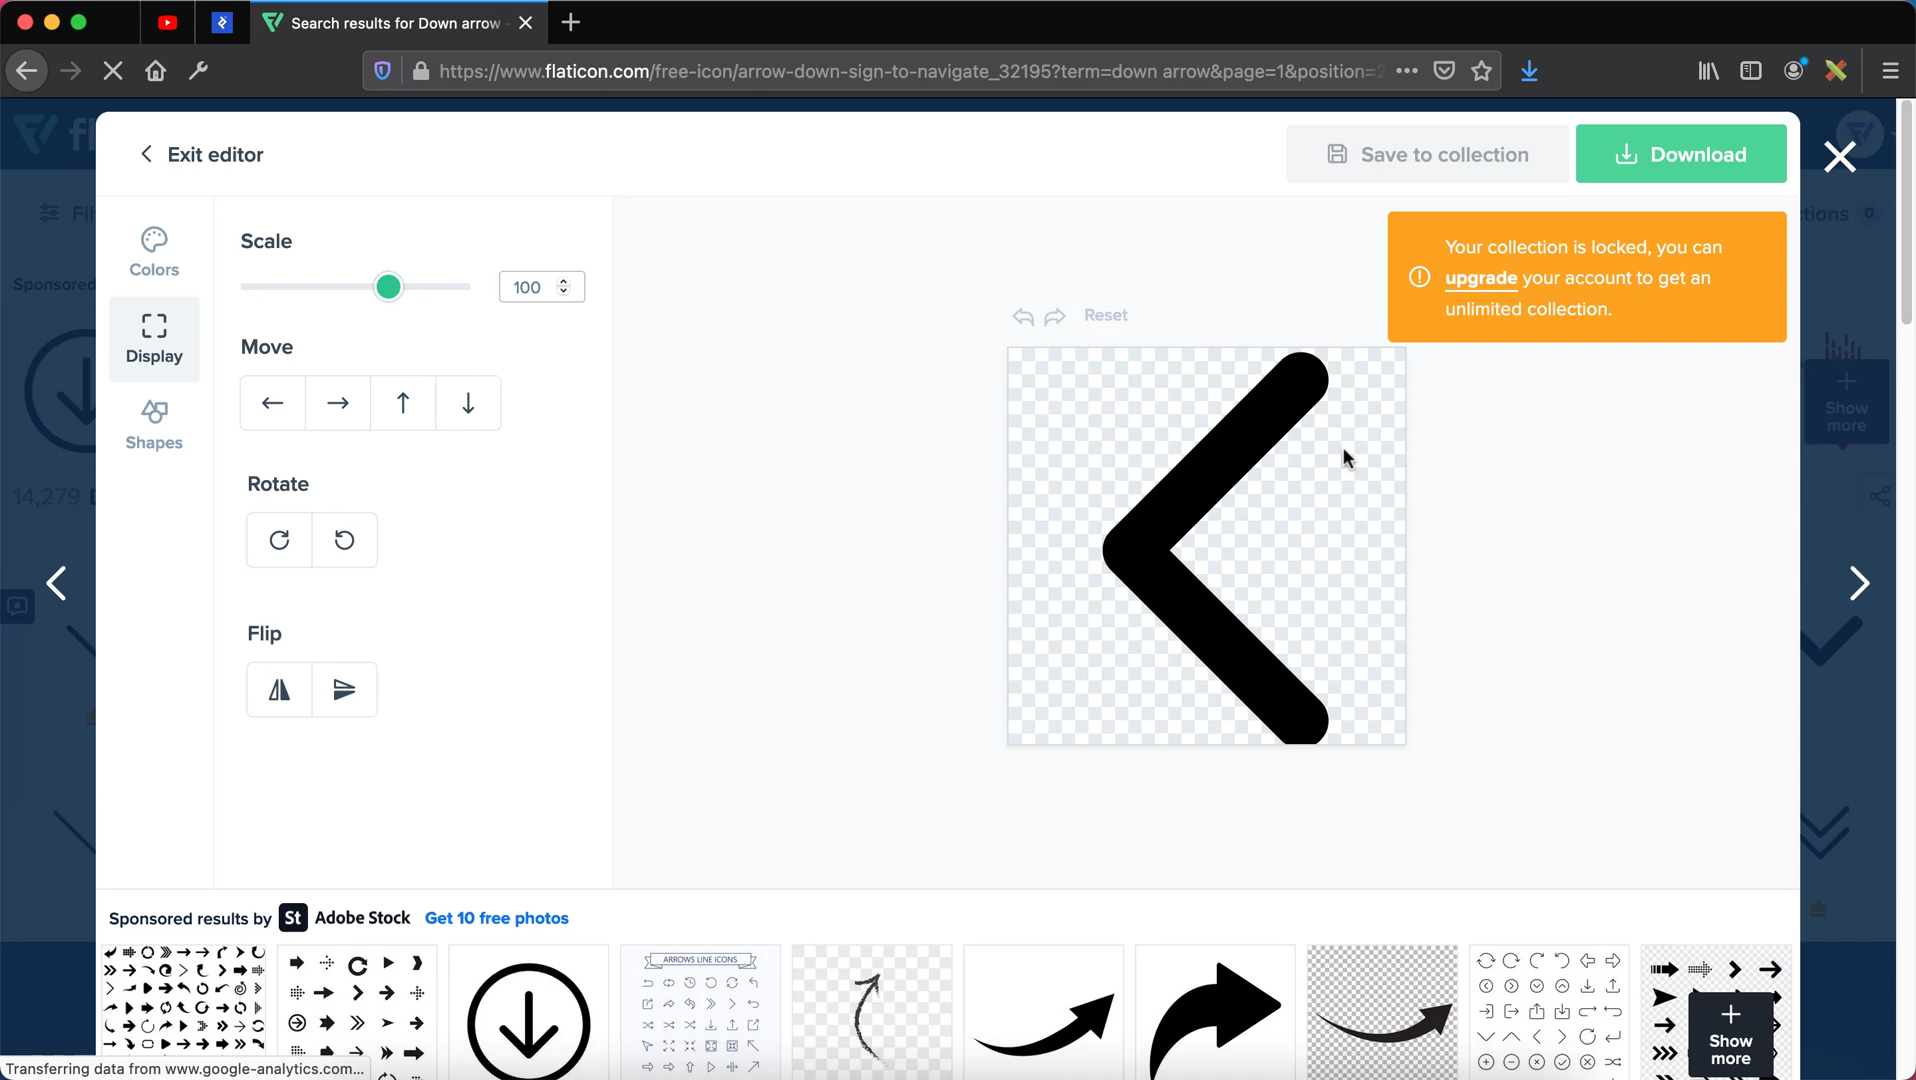 Search results for Down arrow
https://www.flaticon.com/free-icon/arrow-down-sign-to-navigate_32195?term=down arrow&page=1&position=2
Exit editor
Save to collection
Download
Colors
Display
Shapes
Scale
100
Move
Rotate
Flip
Reset
Your collection is locked, you can
upgrade your account to get an
unlimited collection.
Sponsored
14,279
Show
more
0
Sponsored results by St Adobe Stock Get 10 free photos
ARROWS LINE ICONS
Show
more
Transferring data from www.google-analytics.com...